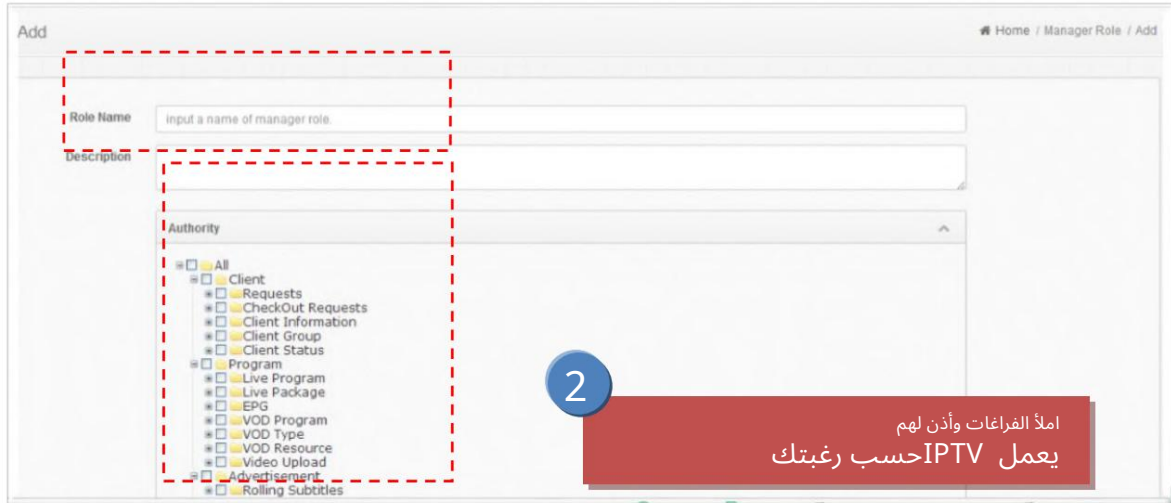 Add
Home / Manager Role / Add
Role Name
input a name of manager role.
Description
Authority
All
Client
Requests
CheckOut Requests
Client Information
Client Group
Client Status
Program
Live Program
Live Package
EPG
VOD Program
VOD Type
VOD Resource
Video Upload
Advertisement
Rolling Subtitles
2
املأ الفراغات وأذن لهم
يعمل IPTVحسب رغبتك